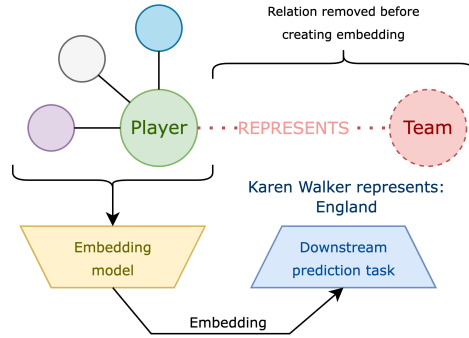 Relation removed before
creating embedding
Player
REPRESENTS
Team
Karen Walker represents:
England
Embedding
model
Downstream
prediction task
Embedding